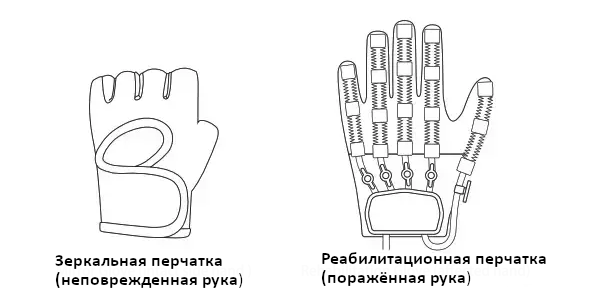 Зеркальная перчатка
(неповрежденная рука)
Реабилитационная перчатка
(поражённая рука)